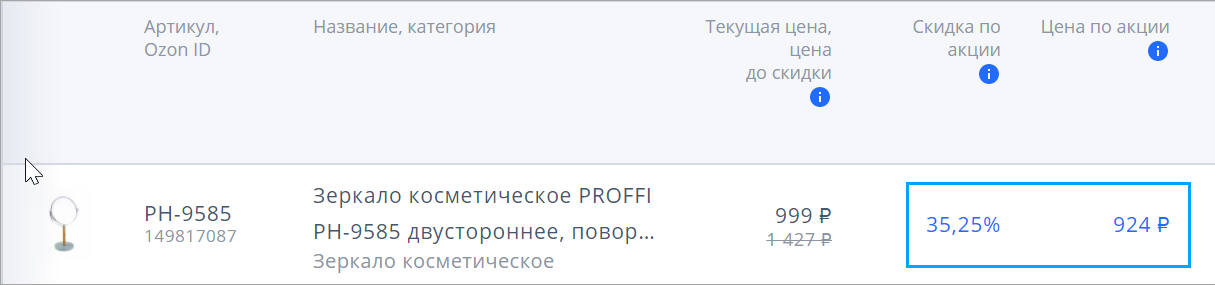 Артикул,
Ozon ID
Название, категория
Текущая цена,
цена
до скидки
Скидка по
акции
Цена по акции
PH-9585
149817087
Зеркало косметическое PROFFI
PH-9585 двустороннее, повор...
Зеркало косметическое
999 ₽
1 427 ₽
35,25%
924 ₽